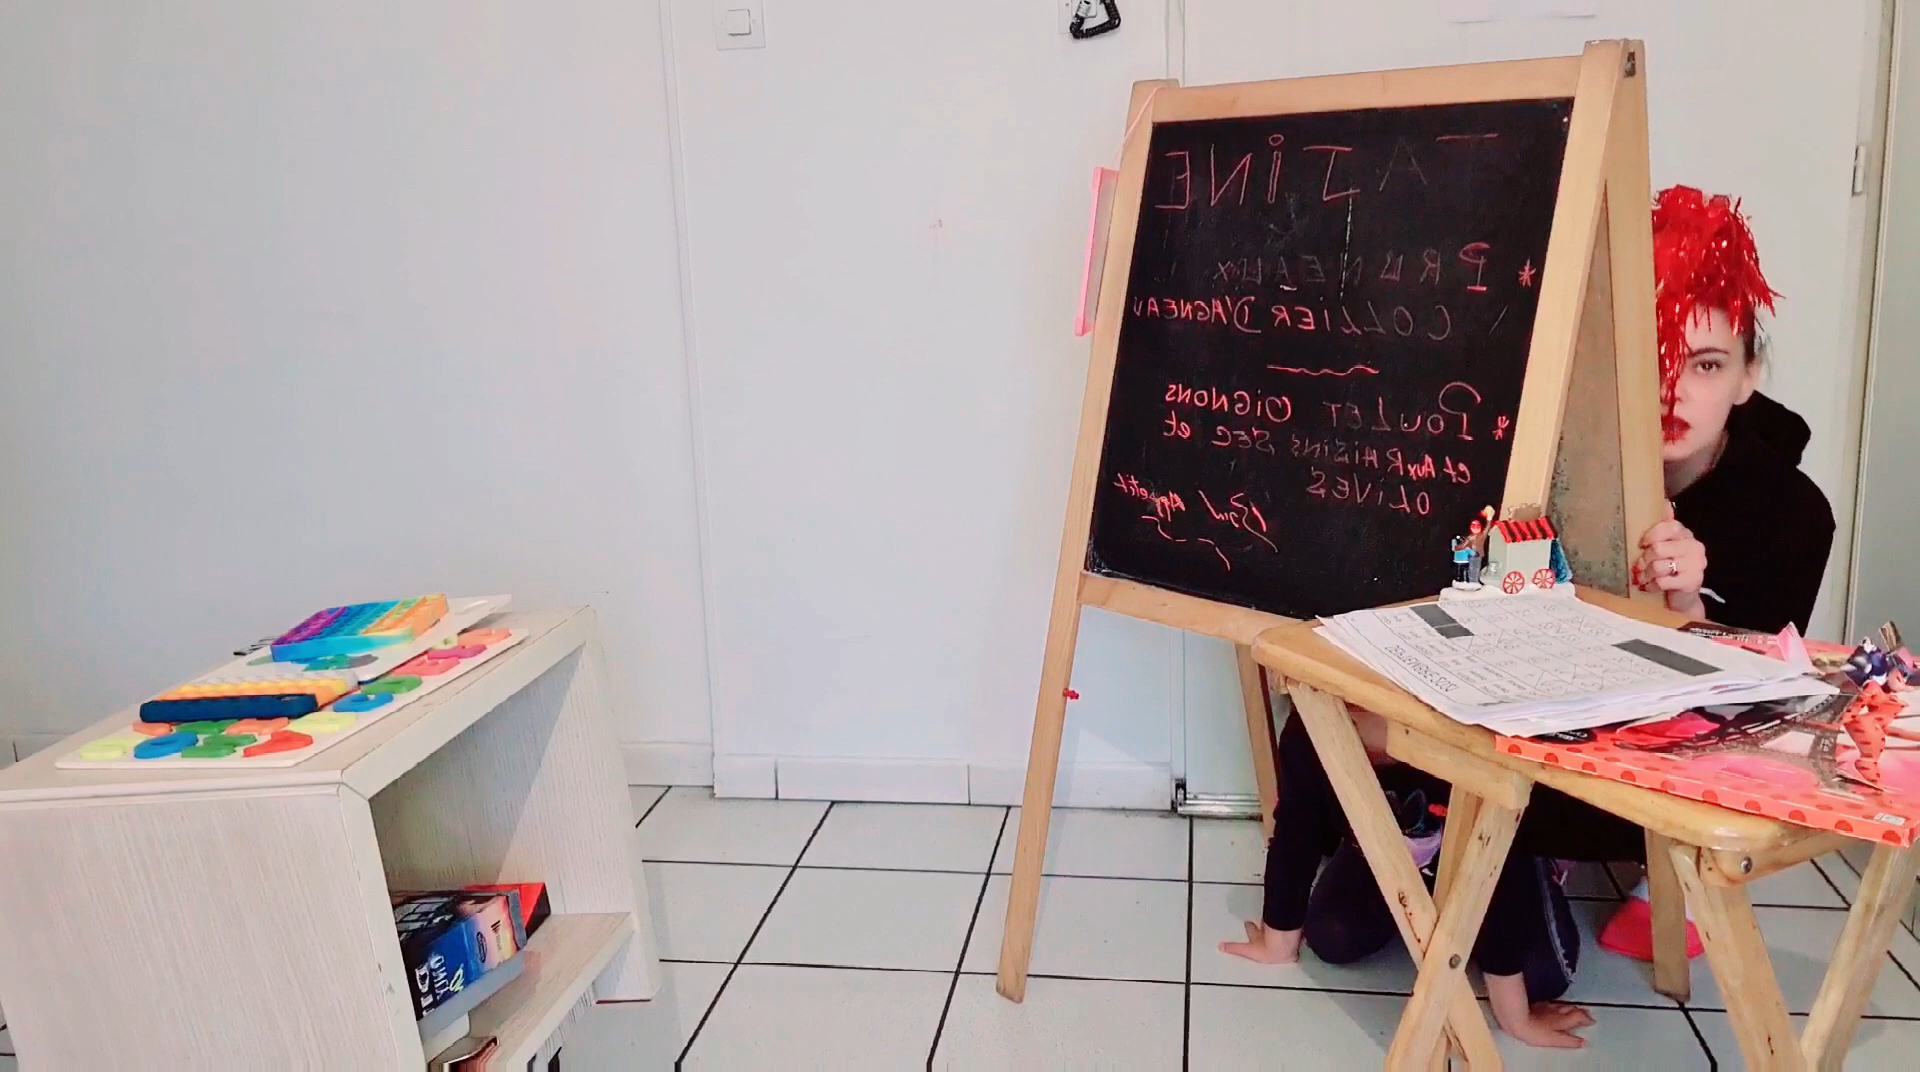 TAJiNE
* PRUNEAUX
COLLiER D'AGNEAU
* POULET OiGNONS
et Aux RAiSiNS SEC et
OLiVES
Bon Appetit